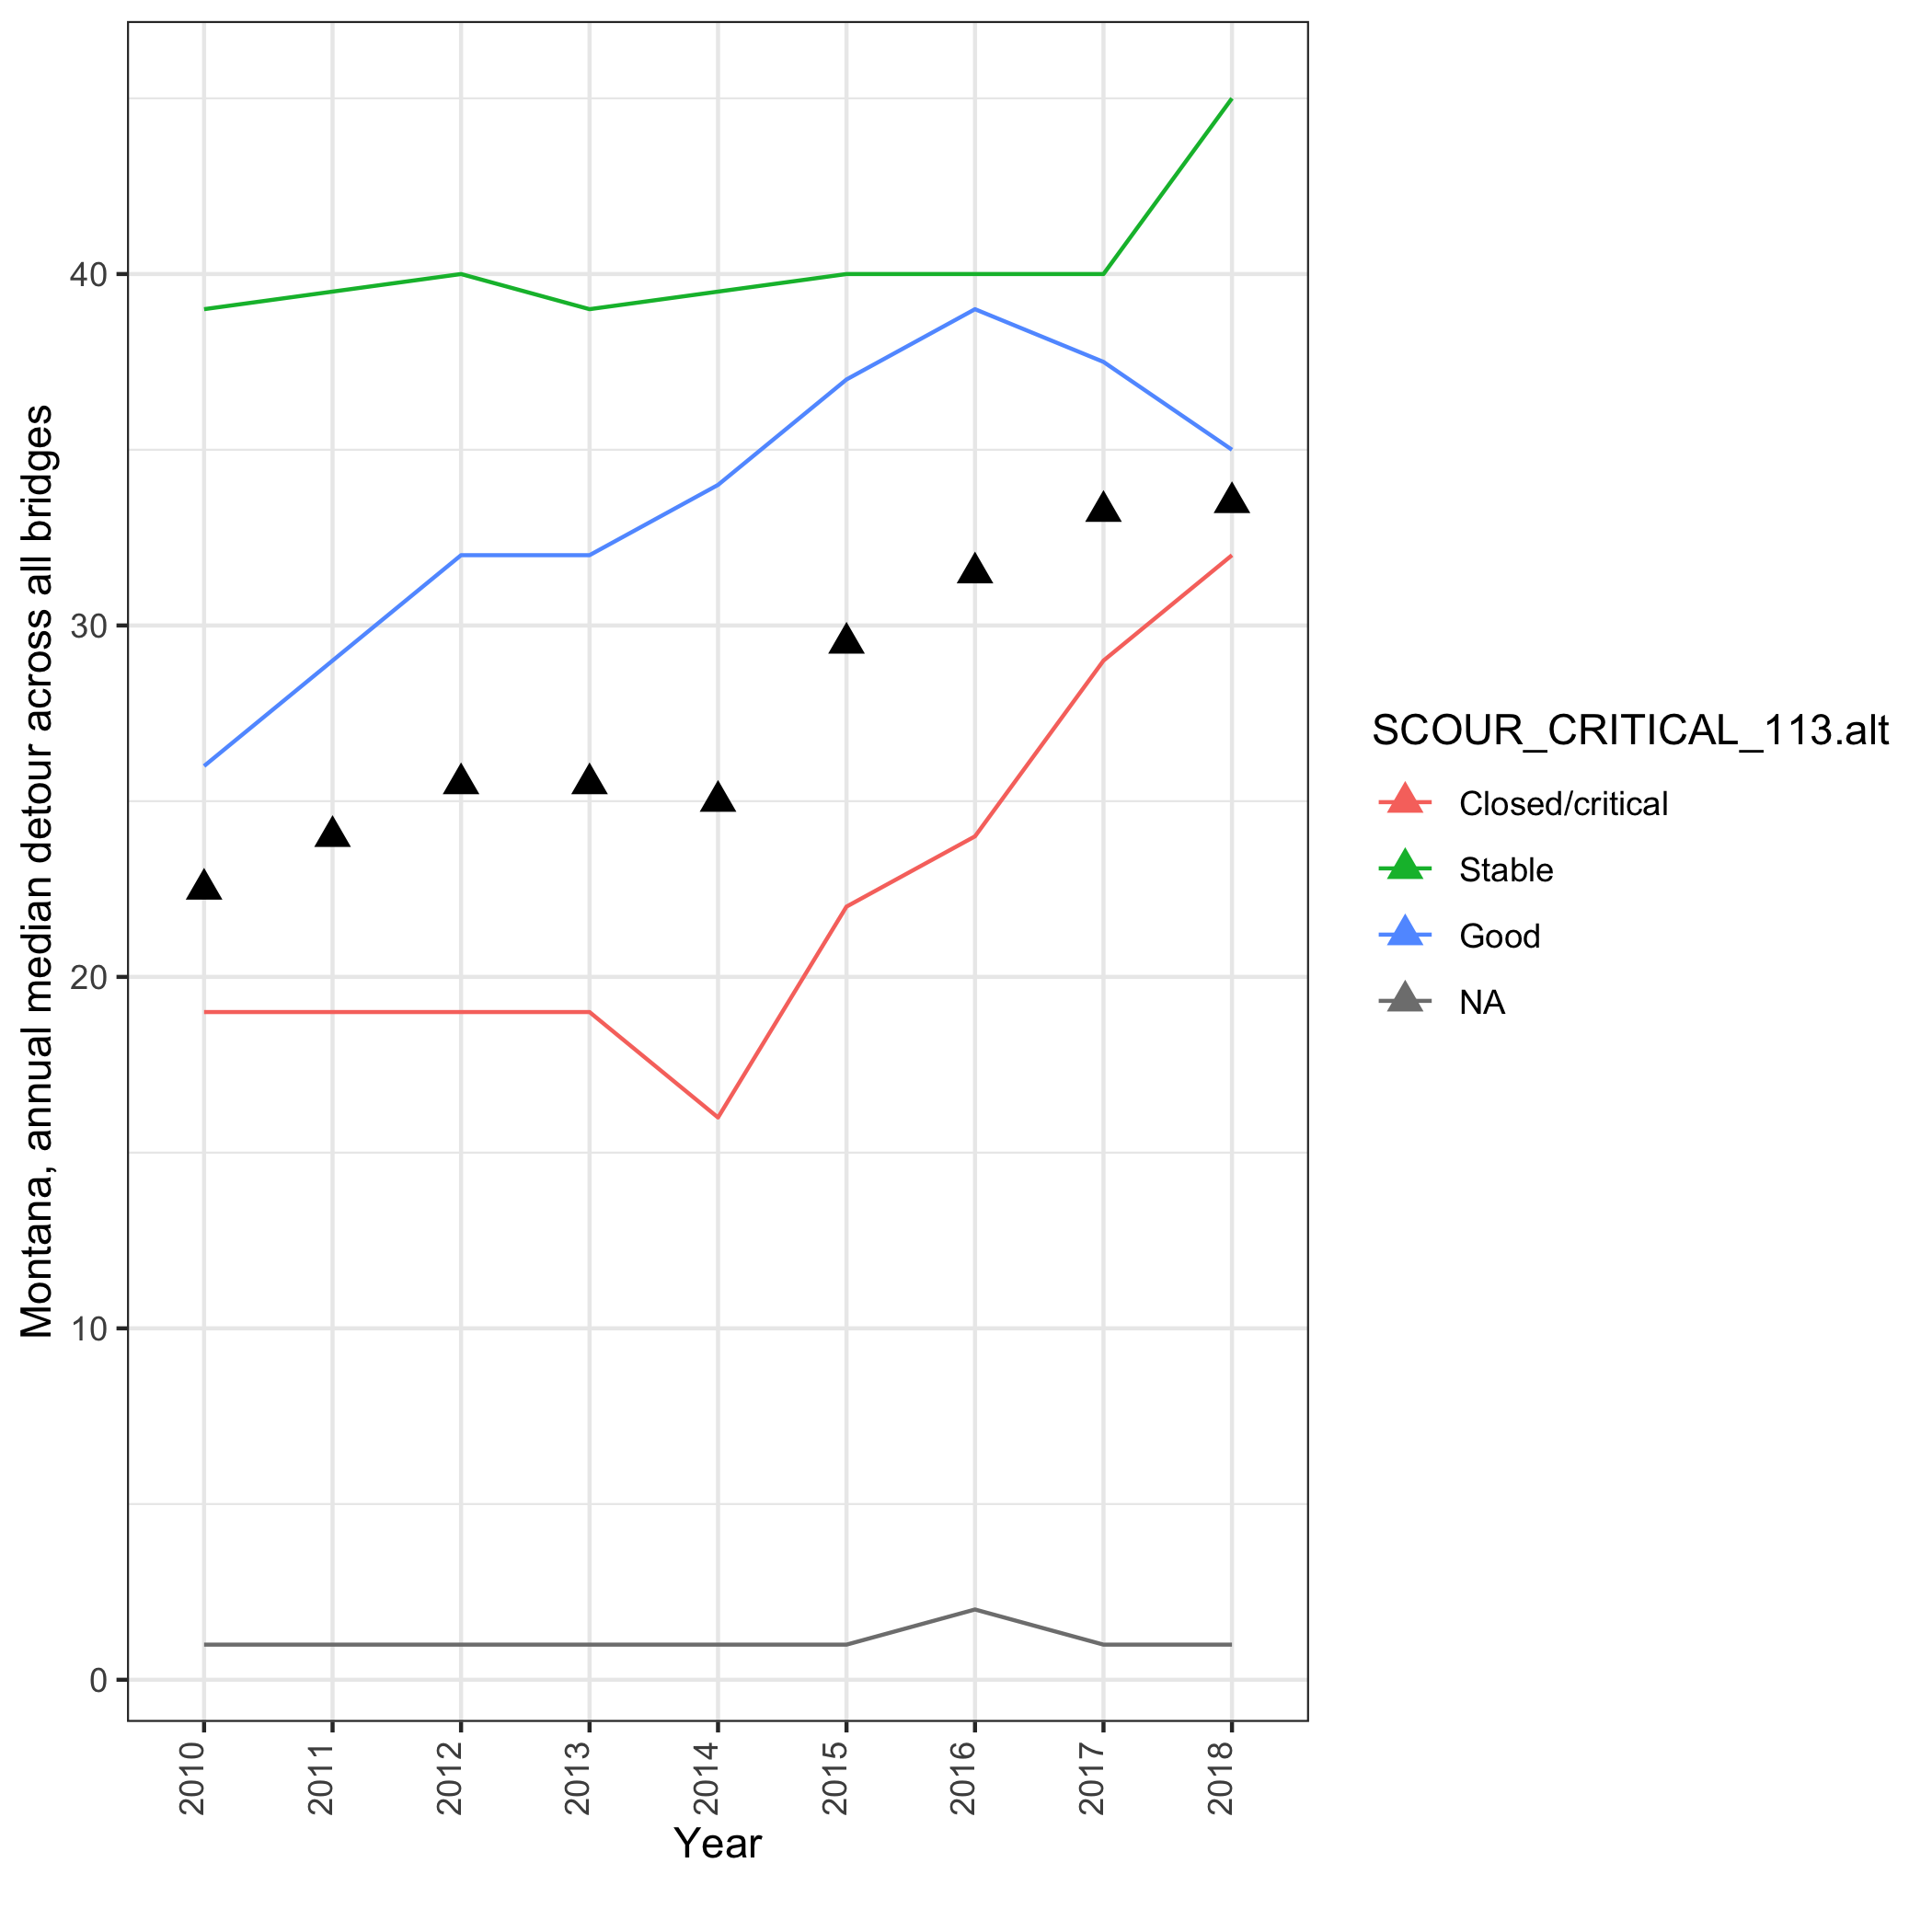 Montana, annual median detour across all bridges
40
30
20
10
0
2010
2011
2012
2013
2014
2015
2016
2017
2018
Year
SCOUR_CRITICAL_113.alt
Closed/critical
Stable
Good
NA